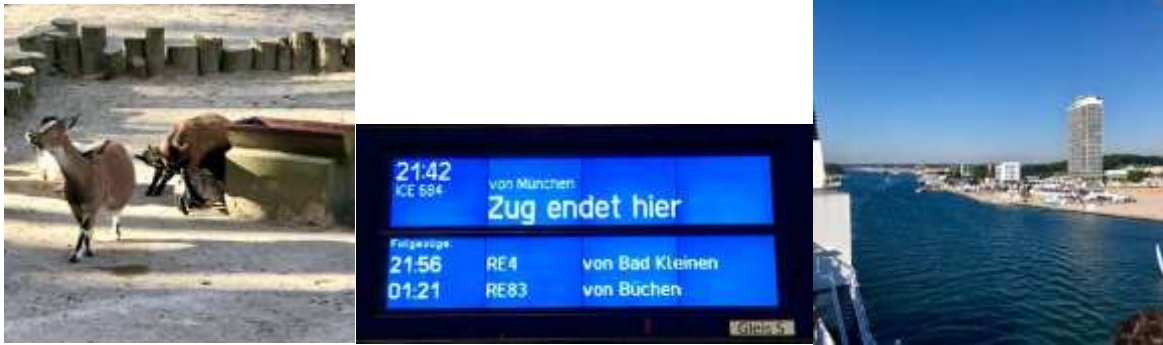 21:42
ICE 584
von München
Zug endet hier
Folgezüge
21:56 RE4 von Bad Kleinen
01:21 RE83 von Büchen
Gleis 5